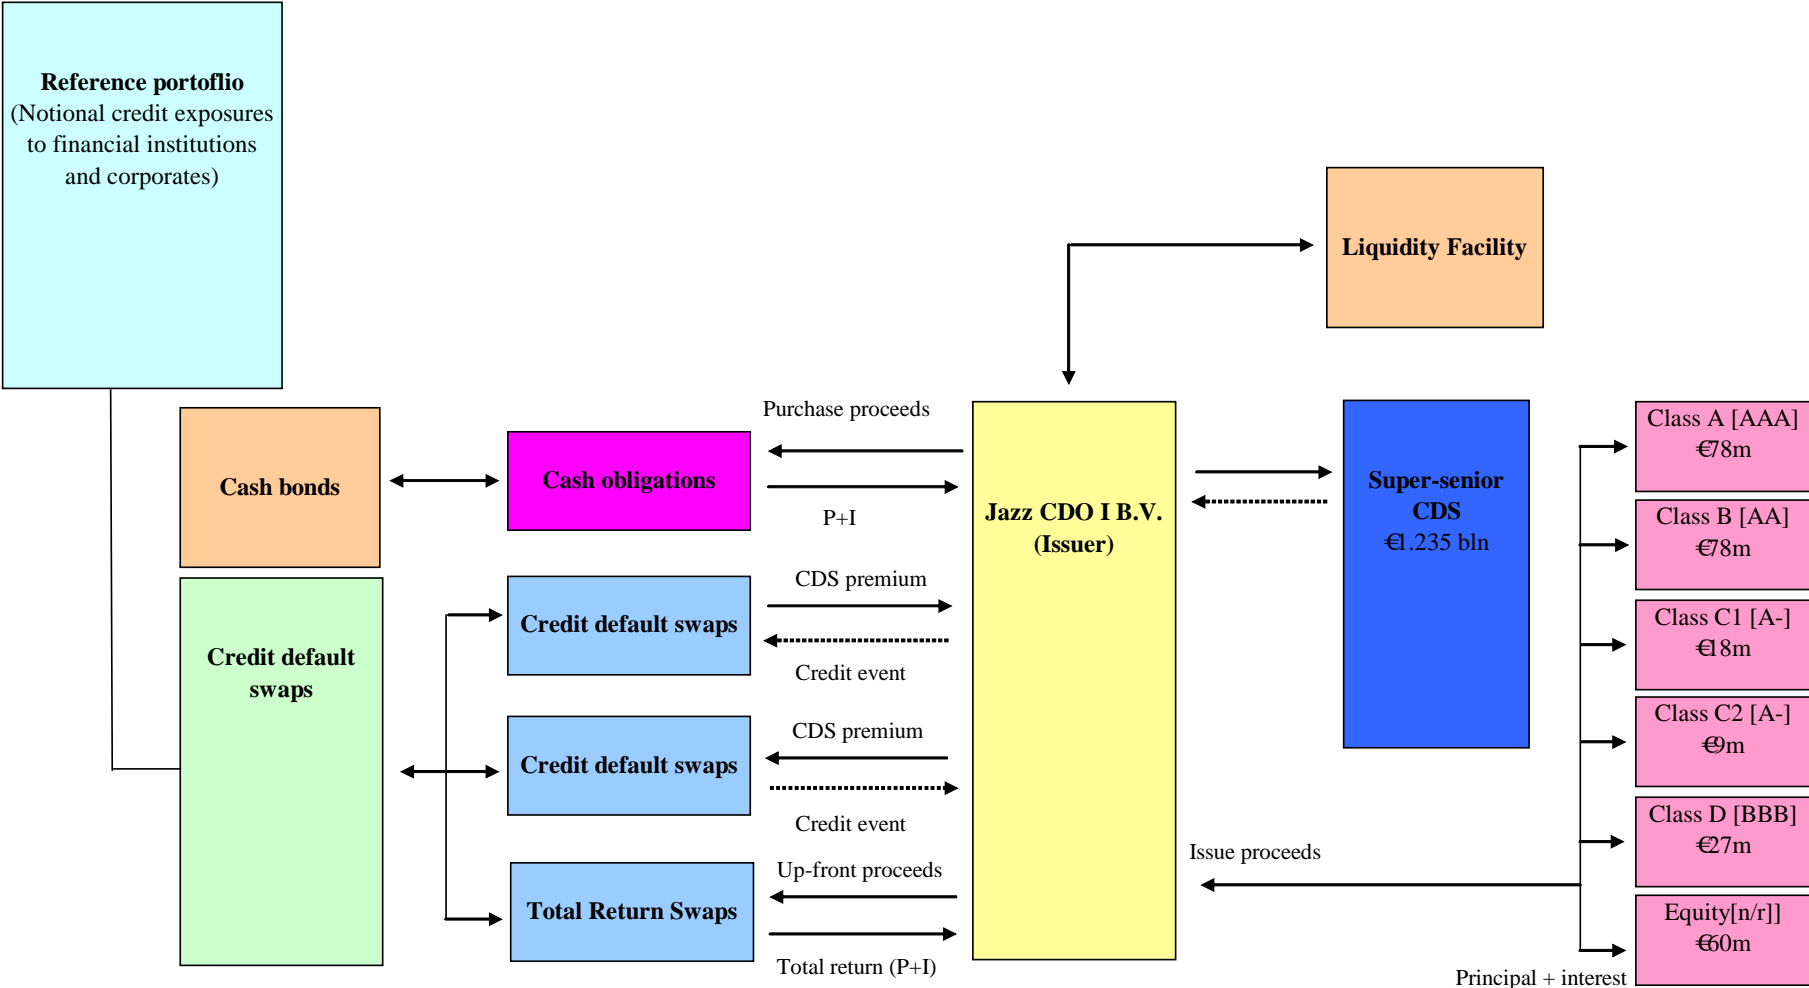 Reference portoflio
(Notional credit exposures
to financial institutions
and corporates)
Liquidity Facility
Cash bonds
Cash obligations
Purchase proceeds
P+I
Jazz CDO I B.V.
(Issuer)
Super-senior
CDS
€1.235 bln
Credit default
swaps
Credit default swaps
CDS premium
Credit event
Credit default swaps
CDS premium
Credit event
Total Return Swaps
Up-front proceeds
Total return (P+I)
Issue proceeds
Class A [AAA]
€78m
Class B [AA]
€78m
Class C1 [A-]
€18m
Class C2 [A-]
€9m
Class D [BBB]
€27m
Equity[n/r]]
€60m
Principal + interest